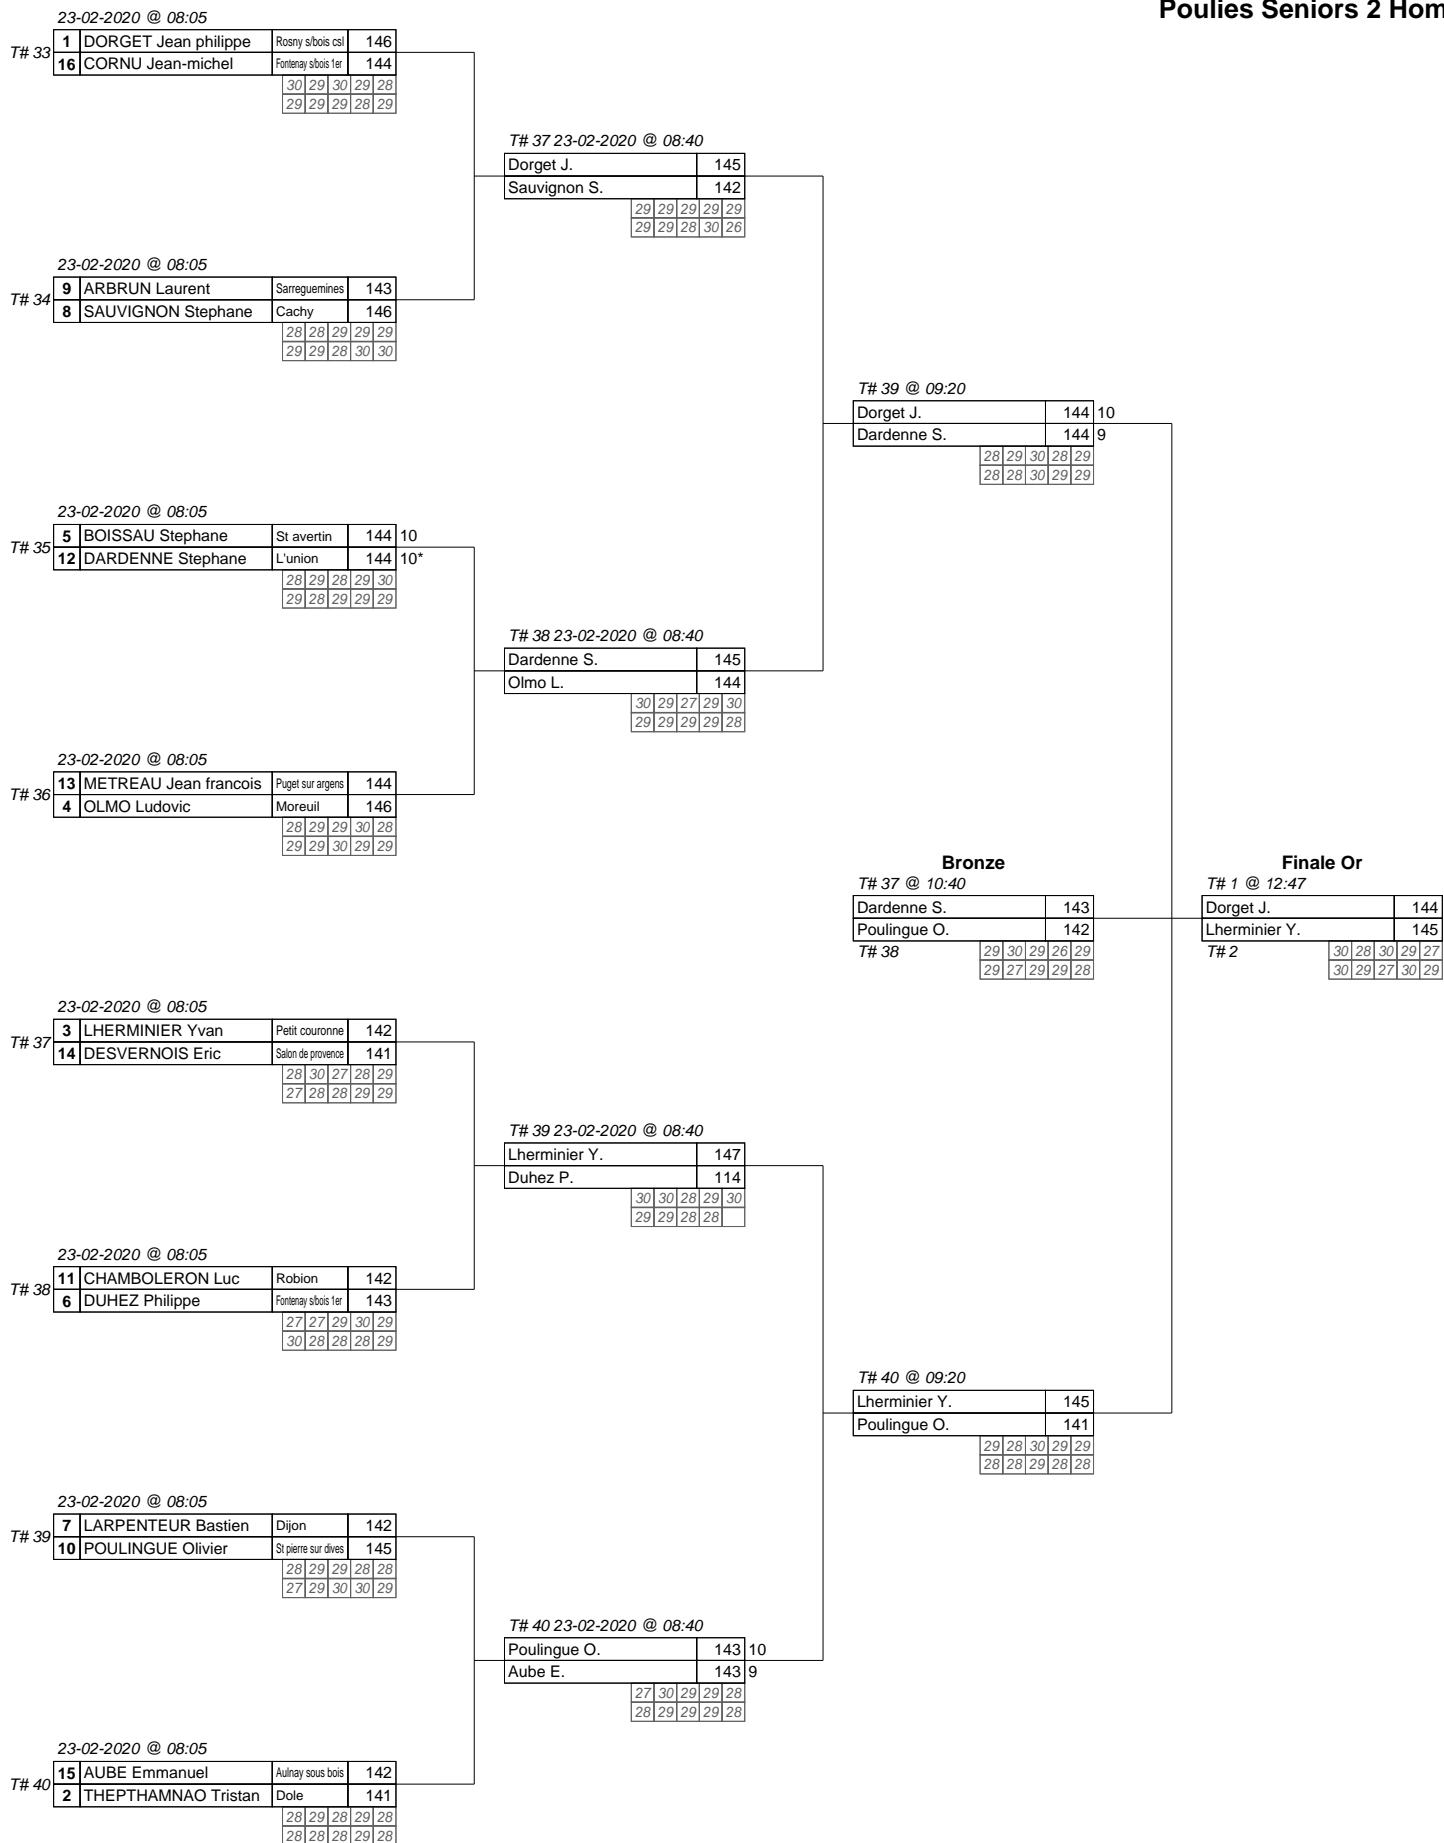 Poulies Seniors 2 Hom
23-02-2020 @ 08:05
T# 33 1 DORGET Jean philippe Rosny s/bois csl 146
16 CORNU Jean-michel Fontenay s/bois 1er 144
30 29 30 29 28
29 29 29 28 29
T# 37 23-02-2020 @ 08:40
Dorget J. 145
Sauvignon S. 142
29 29 29 29 29
29 29 28 30 26
23-02-2020 @ 08:05
T# 34 9 ARBRUN Laurent Sarreguemines 143
8 SAUVIGNON Stephane Cachy 146
28 28 29 29 29
29 29 28 30 30
T# 39 @ 09:20
Dorget J. 144 10
Dardenne S. 144 9
28 29 30 28 29
28 28 30 29 29
23-02-2020 @ 08:05
T# 35 5 BOISSAU Stephane St avertin 144 10
12 DARDENNE Stephane L'union 144 10*
28 29 28 29 30
29 28 29 29 29
T# 38 23-02-2020 @ 08:40
Dardenne S. 145
Olmo L. 144
30 29 27 29 30
29 29 29 29 28
23-02-2020 @ 08:05
T# 36 13 METREAU Jean francois Puget sur argens 144
4 OLMO Ludovic Moreuil 146
28 29 29 30 28
29 29 30 29 29
Bronze
T# 37 @ 10:40
Dardenne S. 143
Poulingue O. 142
T# 38 29 30 29 26 29
29 27 29 29 28
Finale Or
T# 1 @ 12:47
Dorget J. 144
Lherminier Y. 145
T# 2 30 28 30 29 27
30 29 27 30 29
23-02-2020 @ 08:05
T# 37 3 LHERMINIER Yvan Petit couronne 142
14 DESVERNOIS Eric Salon de provence 141
28 30 27 28 29
27 28 28 29 29
T# 39 23-02-2020 @ 08:40
Lherminier Y. 147
Duhez P. 114
30 30 28 29 30
29 29 28 28
23-02-2020 @ 08:05
T# 38 11 CHAMBOLERON Luc Robion 142
6 DUHEZ Philippe Fontenay s/bois 1er 143
27 27 29 30 29
30 28 28 28 29
T# 40 @ 09:20
Lherminier Y. 145
Poulingue O. 141
29 28 30 29 29
28 28 29 28 28
23-02-2020 @ 08:05
T# 39 7 LARPENTEUR Bastien Dijon 142
10 POULINGUE Olivier St pierre sur dives 145
28 29 29 28 28
27 29 30 30 29
T# 40 23-02-2020 @ 08:40
Poulingue O. 143 10
Aube E. 143 9
27 30 29 29 28
28 29 29 29 28
23-02-2020 @ 08:05
T# 40 15 AUBE Emmanuel Aulnay sous bois 142
2 THEPTHAMNAO Tristan Dole 141
28 29 28 29 28
28 28 28 29 28